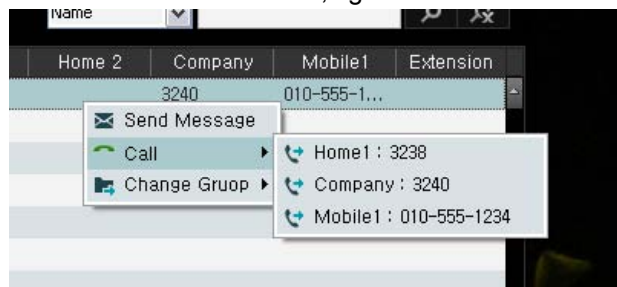 Name
Home 2 Company Mobile1 Extension
3240 010-555-1...
Send Message
Call
Change Gruop
Home1 : 3238
Company : 3240
Mobile1 : 010-555-1234